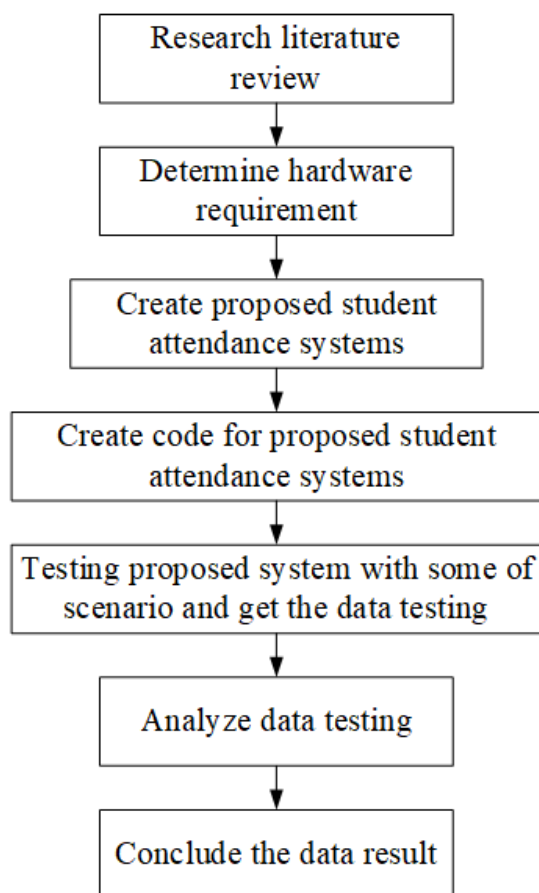 Research literature
review
Determine hardware
requirement
Create proposed student
attendance systems
Create code for proposed student
attendance systems
Testing proposed system with some of
scenario and get the data testing
Analyze data testing
Conclude the data result